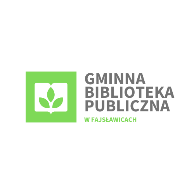 GMINNA
BIBLIOTEKA
PUBLICZNA
W FAJSŁAWICACH